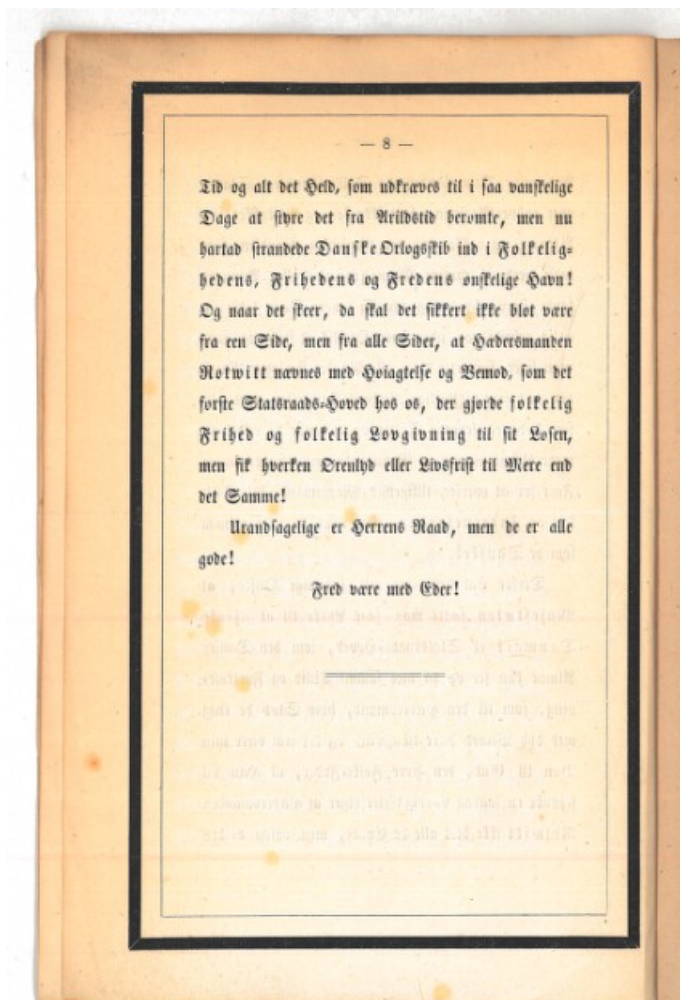 — 8 —
Tid og alt det Held, som udkræves til i saa vanskelige
Dage at styre det fra Arildstid berømte, men nu
hartad strandede Danske Orlogsskib ind i Folkelig-
hedens, Frihedens og Fredens ønskelige Havn!
Og naar det skeer, da skal det sikkert ikke blot være
fra een Side, men fra alle Sider, at Hædersmanden
Rotwitt nævnes med Høiagtelse og Vemod, som det
første Statsraads-Hoved hos os, der gjorde folkelig
Frihed og folkelig Lovgivning til sit Løsen,
men fik hverken Ørenlyd eller Livsfrist til Mere end
det Samme!
Urandsagelige er Herrens Raad, men de er alle
gode!
Fred være med Eder!